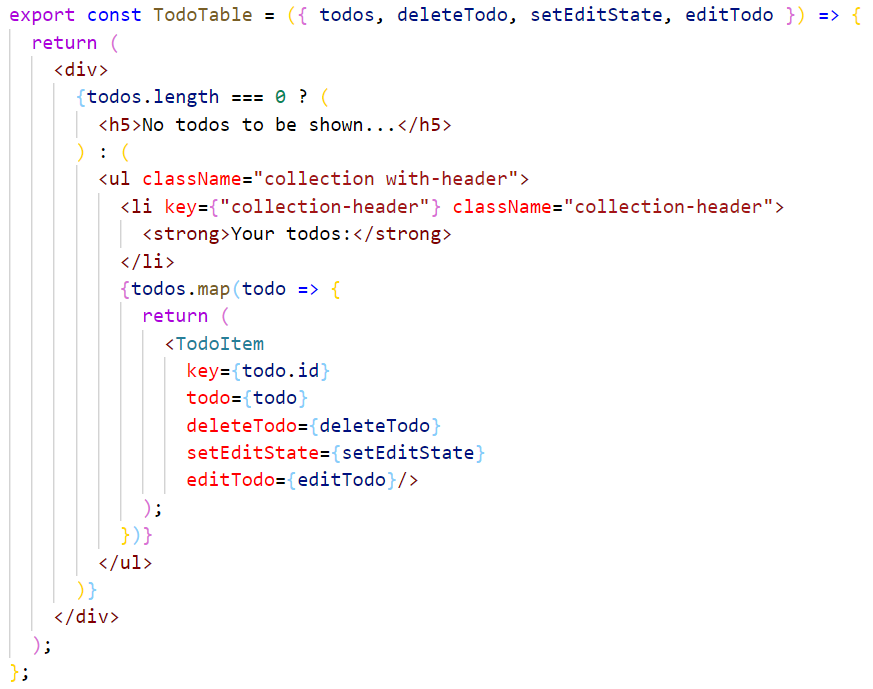 export const TodoTable = ({ todos, deleteTodo, setEditState, editTodo }) => {
  return (
    <div>
      {todos.length === 0 ? (
        <h5>No todos to be shown...</h5>
      ) : (
        <ul className="collection with-header">
          <li key={"collection-header"} className="collection-header">
            <strong>Your todos:</strong>
          </li>
          {todos.map(todo => {
            return (
              <TodoItem
                key={todo.id}
                todo={todo}
                deleteTodo={deleteTodo}
                setEditState={setEditState}
                editTodo={editTodo}/>
            );
          })}
        </ul>
      )}
    </div>
  );
};